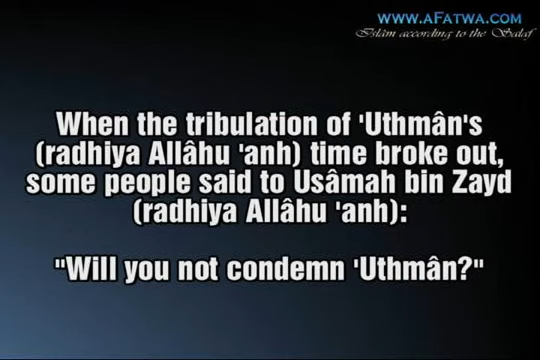 WWW.AFATWA.COM
Islâm according to the Salaf
When the tribulation of 'Uthmân's
(radhiya Allâhu 'anh) time broke out,
some people said to Usâmah bin Zayd
(radhiya Allâhu 'anh):
"Will you not condemn 'Uthmân?"